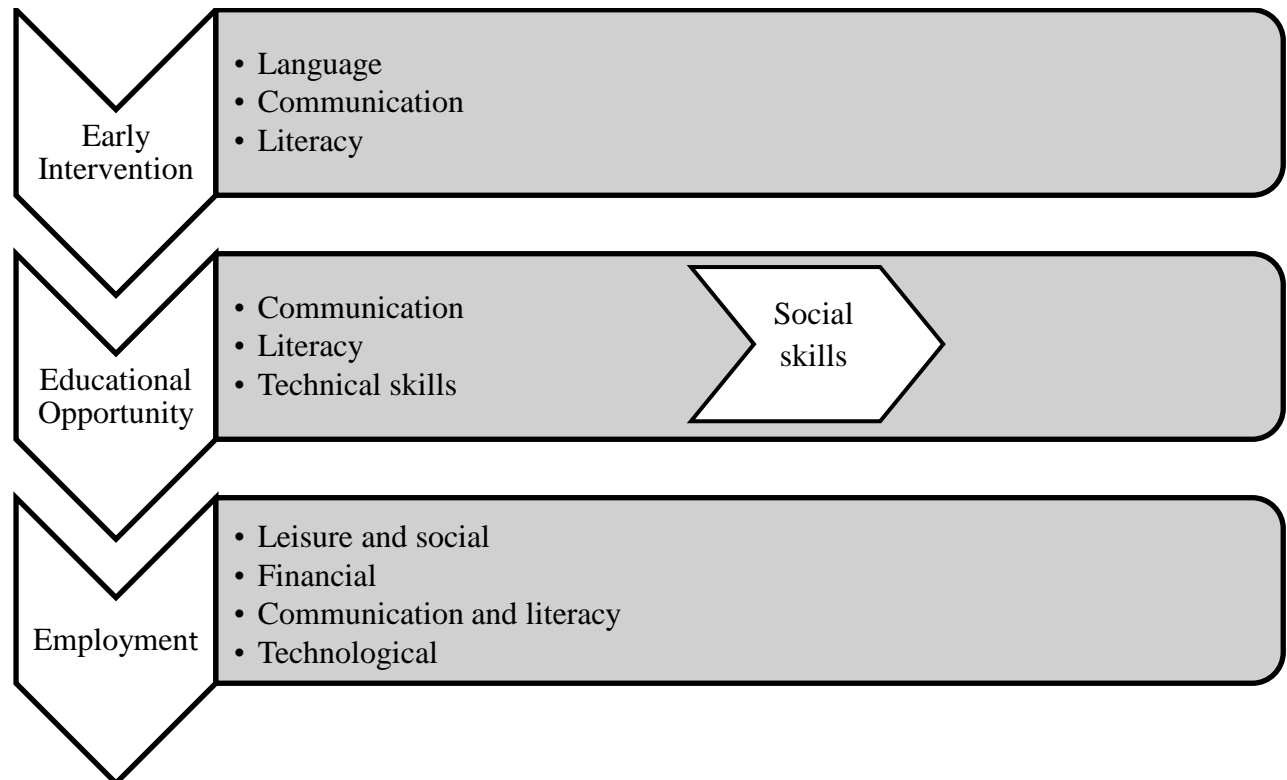 Early
Intervention
• Language
• Communication
• Literacy
Educational
Opportunity
• Communication
• Literacy
• Technical skills
Social
skills
Employment
• Leisure and social
• Financial
• Communication and literacy
• Technological